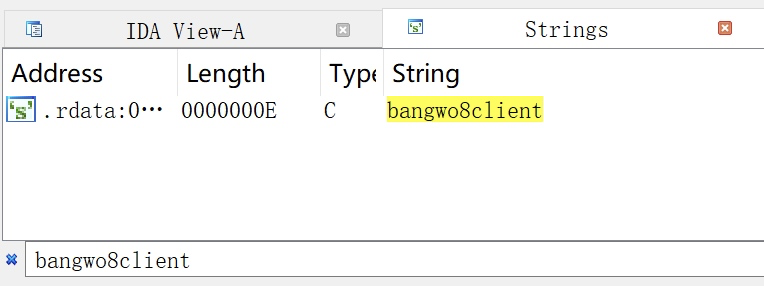 IDA View-A Strings
Address Length Type String
.rdata:0… 0000000E C bangwo8client
bangwo8client